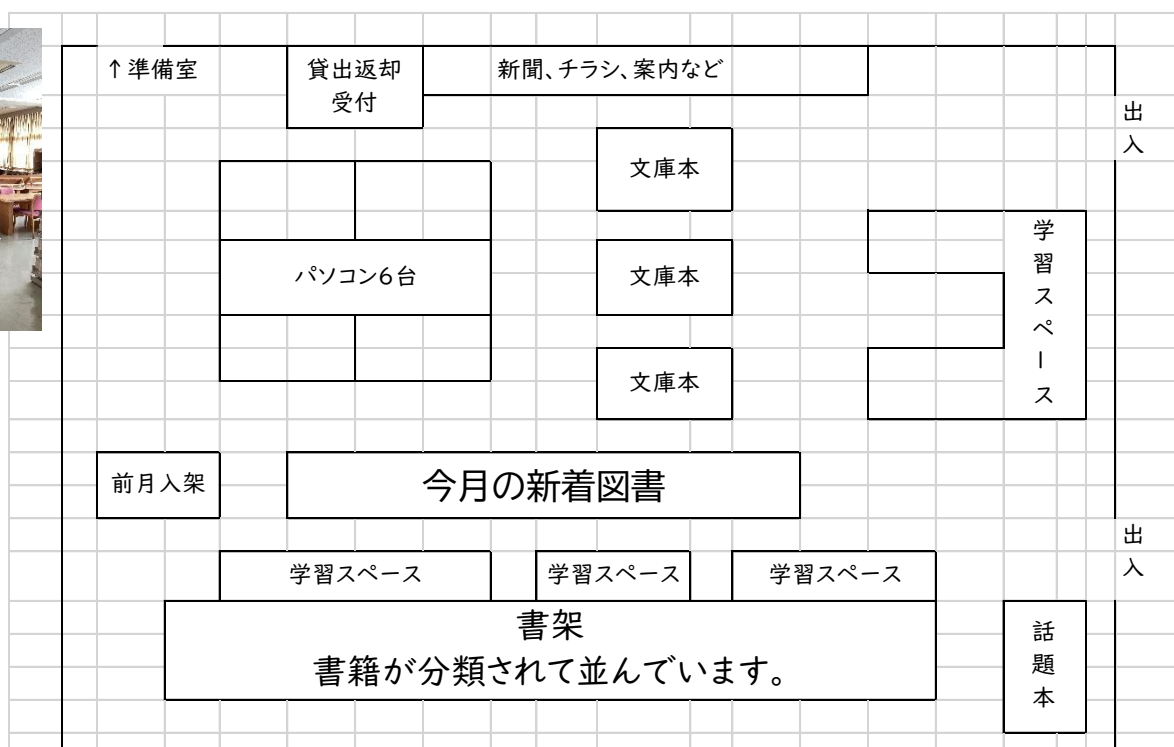 ↑準備室
貸出返却
受付
新聞、チラシ、案内など
出
入
文庫本
学習スペース
パソコン6台
文庫本
文庫本
前月入架
今月の新着図書
出
入
学習スペース
学習スペース
学習スペース
書架
書籍が分類されて並んでいます。
話題本